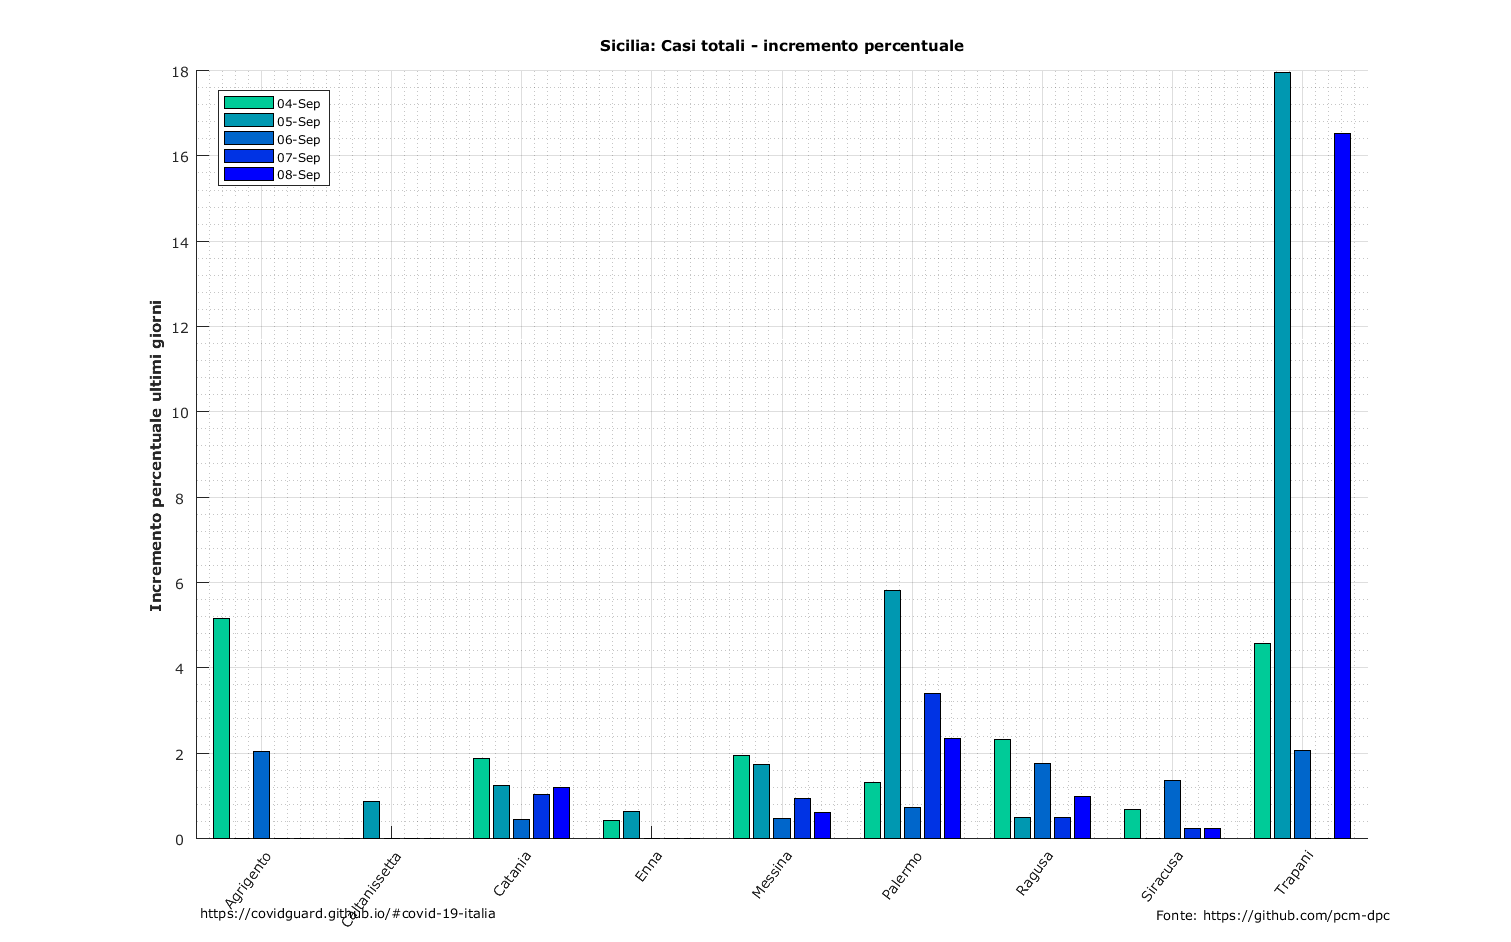 Sicilia: Casi totali - incremento percentuale
18
16
14
12
10
8
6
4
2
0
04-Sep
05-Sep
06-Sep
07-Sep
08-Sep
Incremento percentuale ultimi giorni
Agrigento
Caltanissetta
Catania
Enna
Messina
Palermo
Ragusa
Siracusa
Trapani
https://covidguard.github.io/#covid-19-italia
Fonte: https://github.com/pcm-dpc